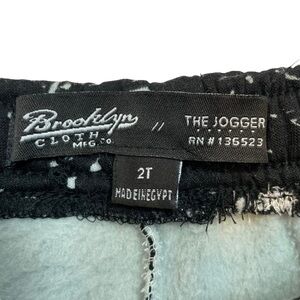 Brooklyn
CLOTH
MFG. CO.
//
THE JOGGER
RN # 136523
2T
MADE IN EGYPT